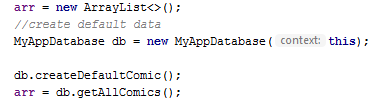 arr = new ArrayList<>();
//create default data
MyAppDatabase db = new MyAppDatabase( context: this);
db.createDefaultComic();
arr = db.getAllComics();